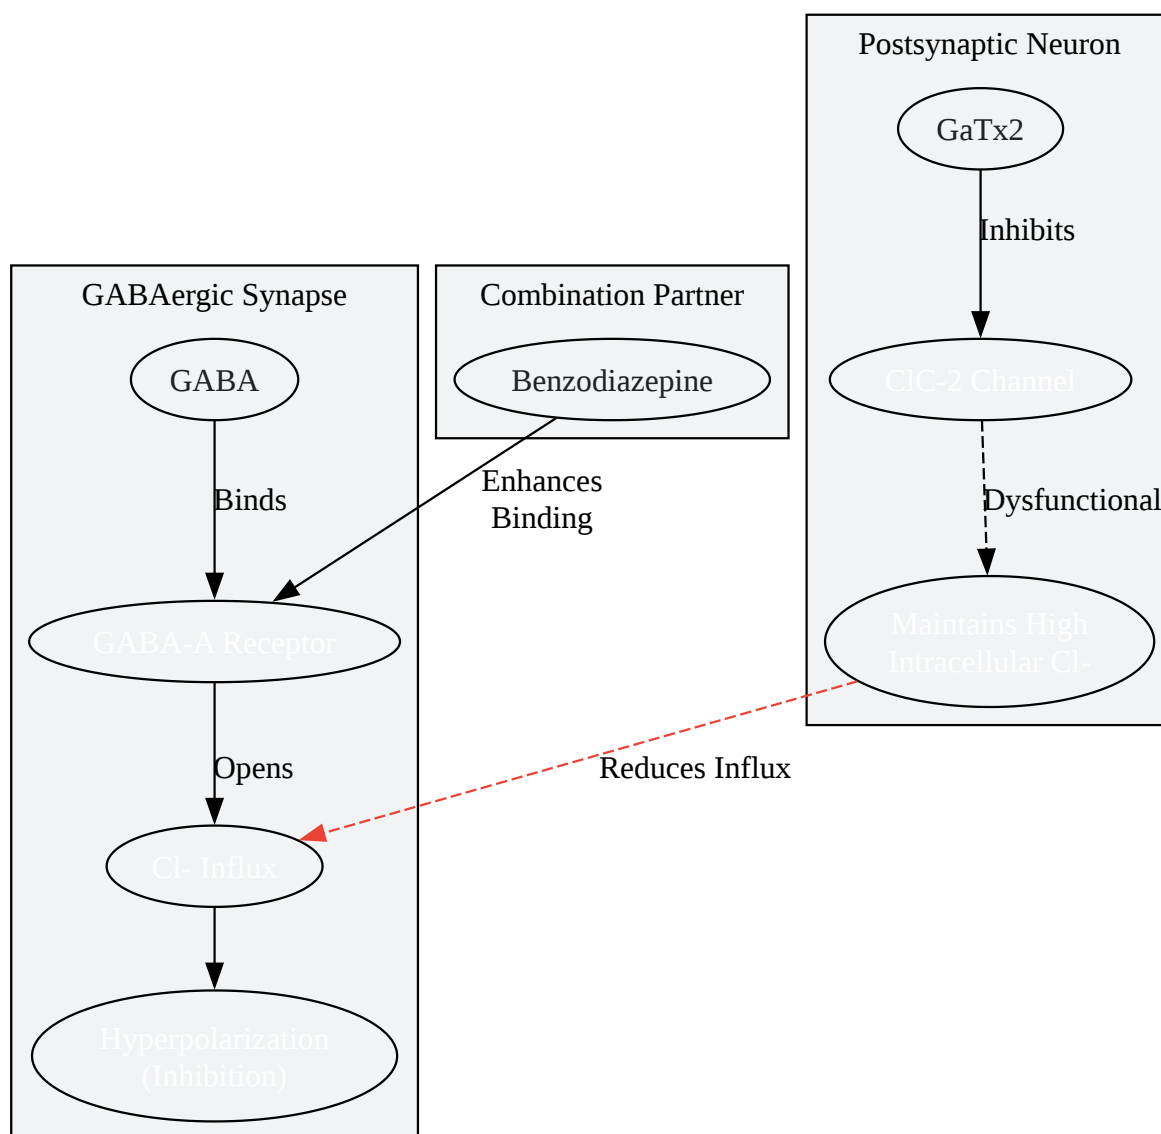 Postsynaptic Neuron
GaTx2
Inhibits
GABAergic Synapse
Combination Partner
GABA
Benzodiazepine
ClC-2 Channel
Enhances
Binding
Binds
Dysfunctional
GABA-A Receptor
Maintains High
Intracellular Cl-
Opens
Reduces Influx
Cl- Influx
Hyperpolarization
(Inhibition)